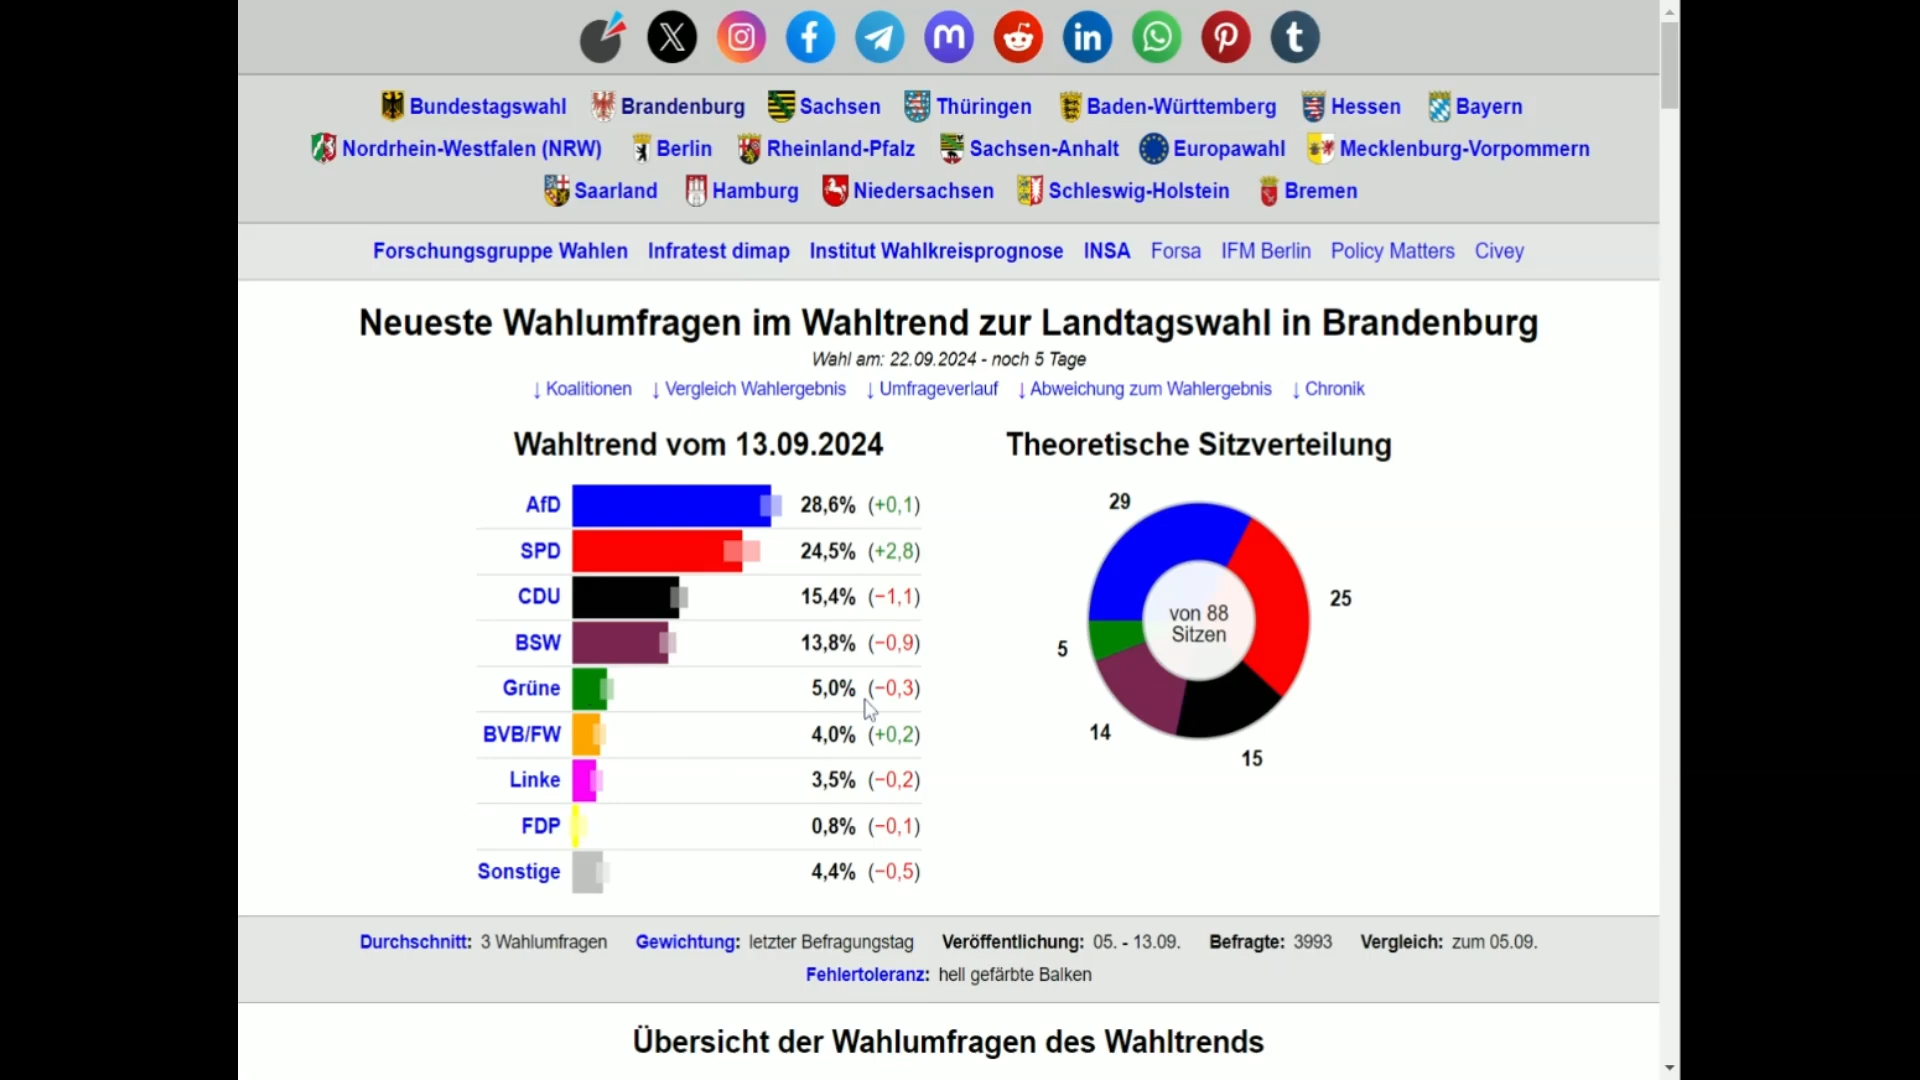 Bundestagswahl Brandenburg Sachsen Thüringen Baden-Württemberg Hessen Bayern
Nordrhein-Westfalen (NRW) Berlin Rheinland-Pfalz Sachsen-Anhalt Europawahl Mecklenburg-Vorpommern
Saarland Hamburg Niedersachsen Schleswig-Holstein Bremen
Forschungsgruppe Wahlen Infratest dimap Institut Wahlkreisprognose INSA Forsa IFM Berlin Policy Matters Civey
Neueste Wahlumfragen im Wahltrend zur Landtagswahl in Brandenburg
Wahl am: 22.09.2024 - noch 5 Tage
↓ Koalitionen ↓ Vergleich Wahlergebnis ↓ Umfrageverlauf ↓ Abweichung zum Wahlergebnis ↓ Chronik
Wahltrend vom 13.09.2024
AfD 28,6% (+0,1)
SPD 24,5% (+2,8)
CDU 15,4% (−1,1)
BSW 13,8% (−0,9)
Grüne 5,0% (−0,3)
BVB/FW 4,0% (+0,2)
Linke 3,5% (−0,2)
FDP 0,8% (−0,1)
Sonstige 4,4% (−0,5)
Theoretische Sitzverteilung
29
25
von 88
Sitzen
5
14
15
Durchschnitt: 3 Wahlumfragen Gewichtung: letzter Befragungstag Veröffentlichung: 05. - 13.09. Befragte: 3993 Vergleich: zum 05.09.
Fehlertoleranz: hell gefärbte Balken
Übersicht der Wahlumfragen des Wahltrends